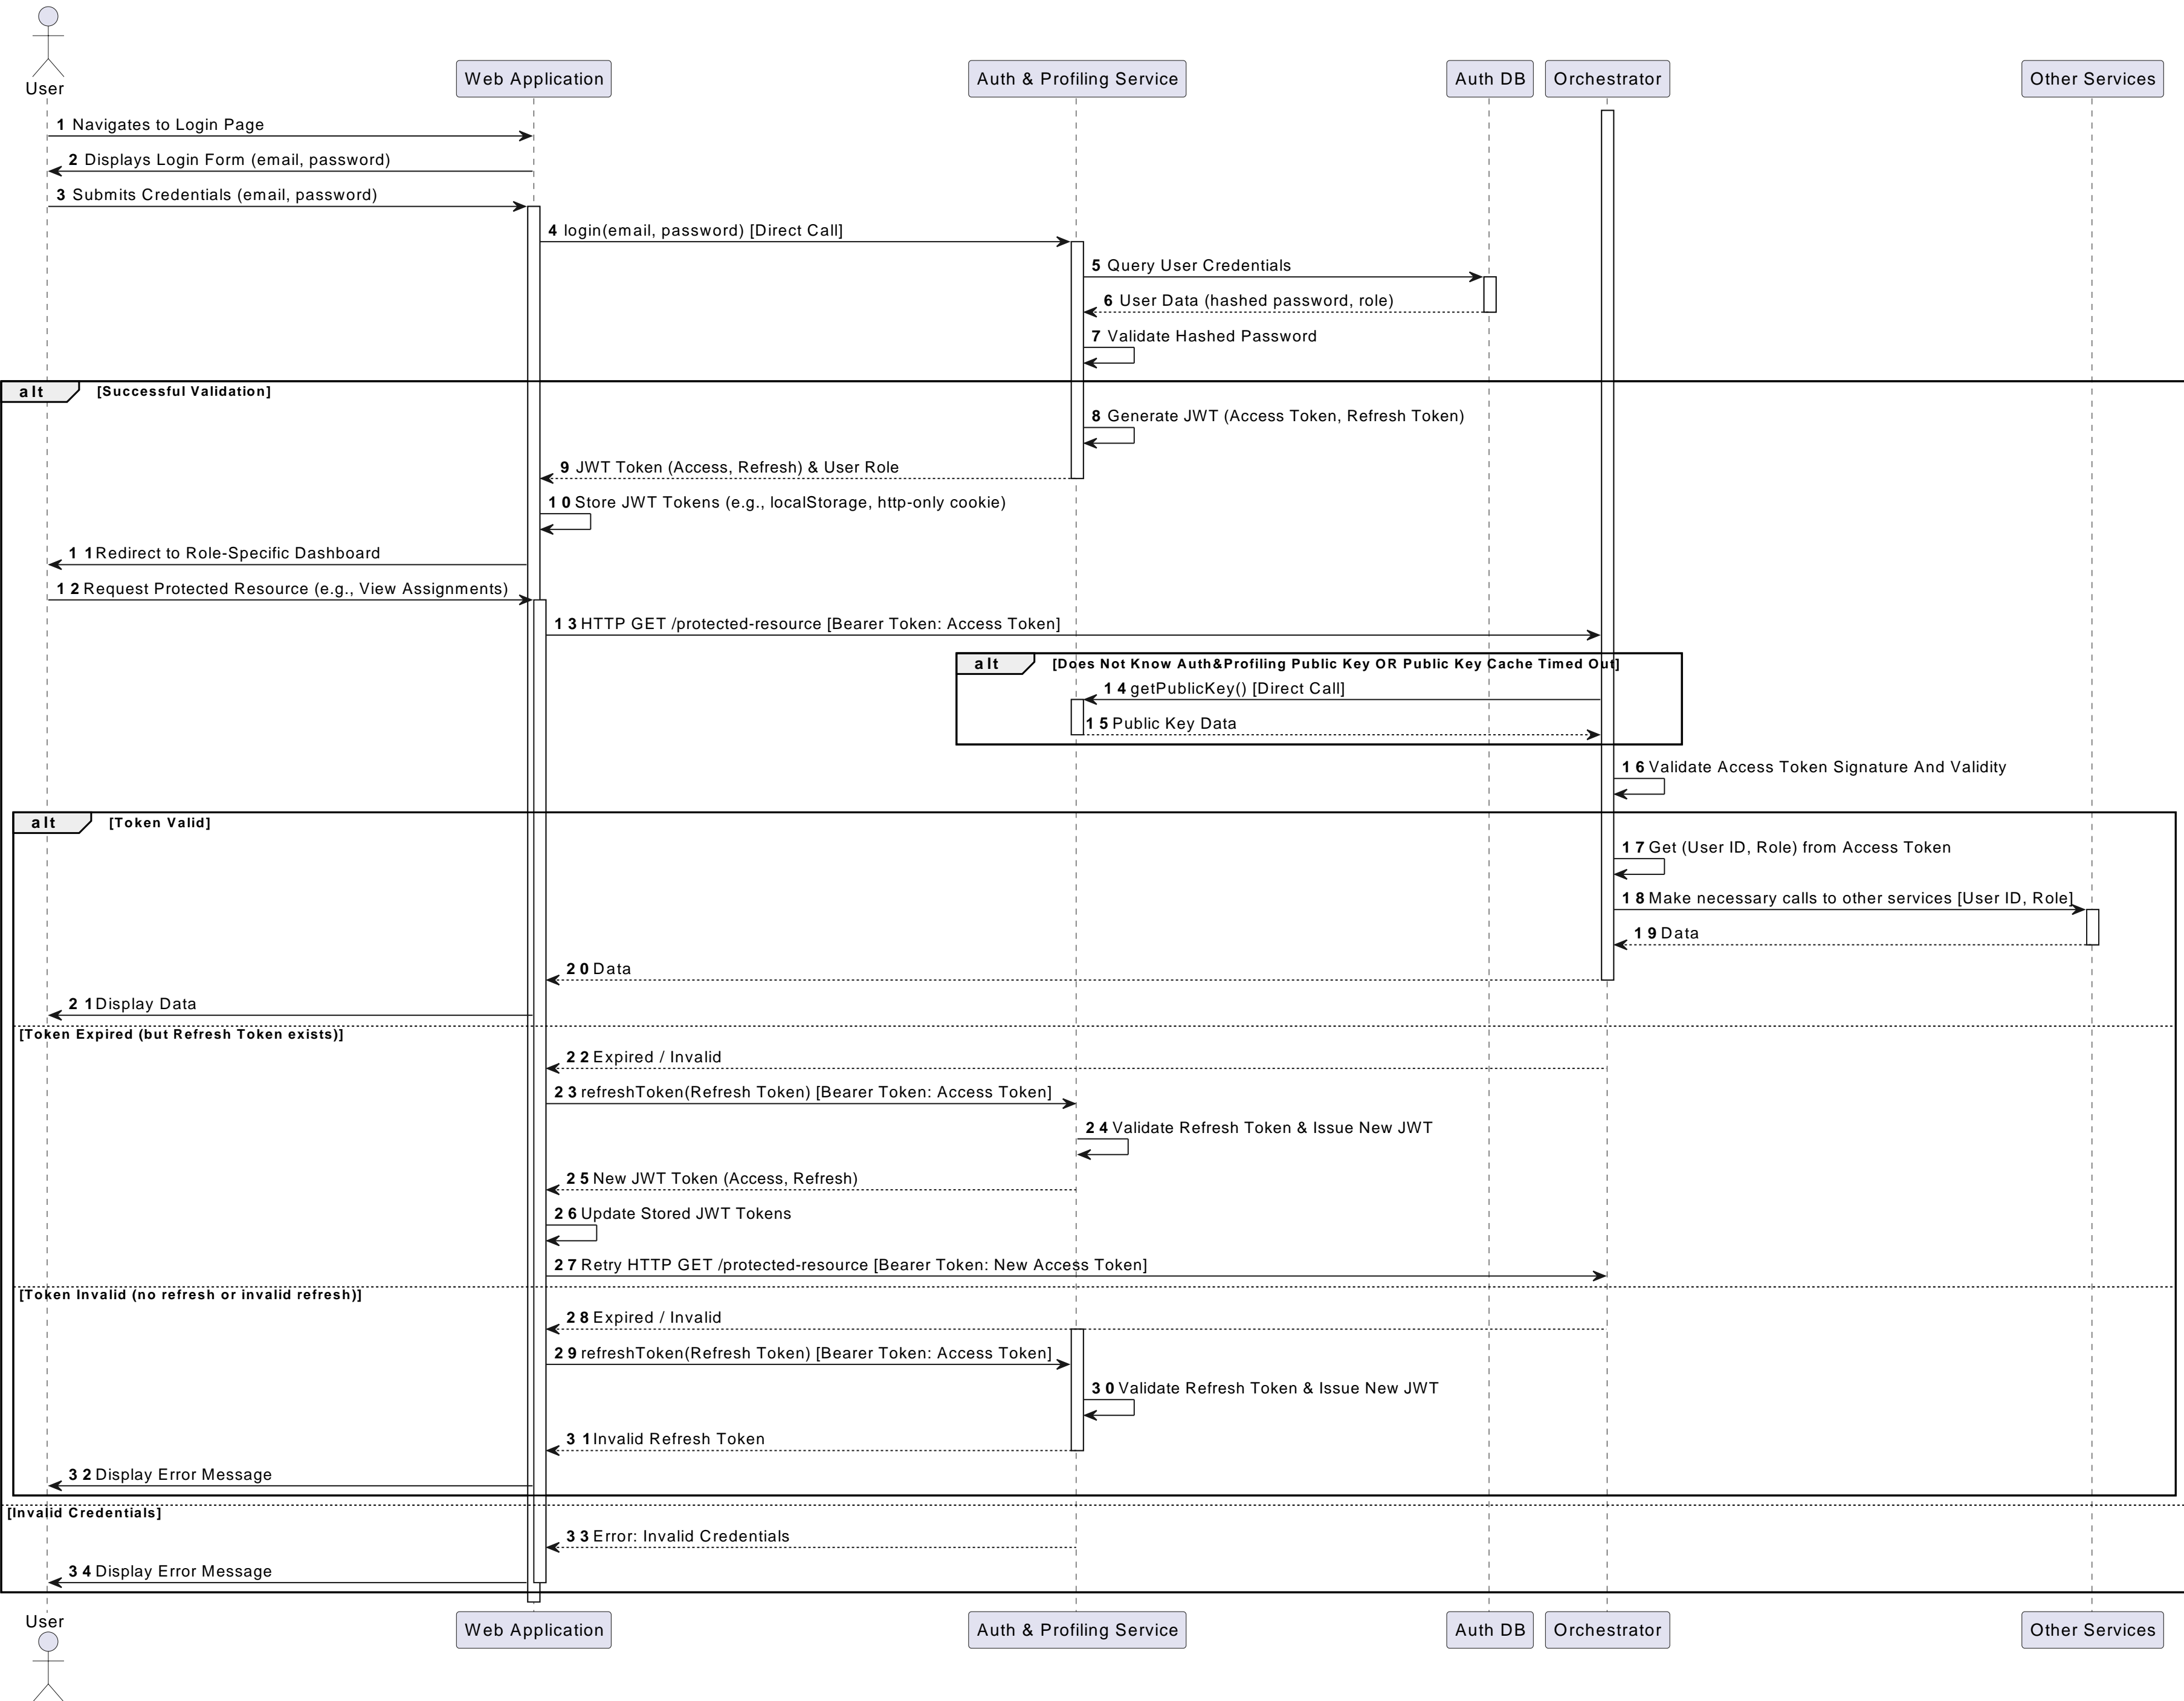 User
Web Application
Auth & Profiling Service
Auth DB
Orchestrator
Other Services
1 Navigates to Login Page
2 Displays Login Form (email, password)
3 Submits Credentials (email, password)
4 login(email, password) [Direct Call]
5 Query User Credentials
6 User Data (hashed password, role)
7 Validate Hashed Password
alt [Successful Validation]
8 Generate JWT (Access Token, Refresh Token)
9 JWT Token (Access, Refresh) & User Role
10 Store JWT Tokens (e.g., localStorage, http-only cookie)
11 Redirect to Role-Specific Dashboard
12 Request Protected Resource (e.g., View Assignments)
13 HTTP GET /protected-resource [Bearer Token: Access Token]
alt [Does Not Know Auth&Profiling Public Key OR Public Key Cache Timed Out]
14 getPublicKey() [Direct Call]
15 Public Key Data
16 Validate Access Token Signature And Validity
alt [Token Valid]
17 Get (User ID, Role) from Access Token
18 Make necessary calls to other services [User ID, Role]
19 Data
20 Data
21 Display Data
[Token Expired (but Refresh Token exists)]
22 Expired / Invalid
23 refreshToken(Refresh Token) [Bearer Token: Access Token]
24 Validate Refresh Token & Issue New JWT
25 New JWT Token (Access, Refresh)
26 Update Stored JWT Tokens
27 Retry HTTP GET /protected-resource [Bearer Token: New Access Token]
[Token Invalid (no refresh or invalid refresh)]
28 Expired / Invalid
29 refreshToken(Refresh Token) [Bearer Token: Access Token]
30 Validate Refresh Token & Issue New JWT
31 Invalid Refresh Token
32 Display Error Message
[Invalid Credentials]
33 Error: Invalid Credentials
34 Display Error Message
User
Web Application
Auth & Profiling Service
Auth DB
Orchestrator
Other Services